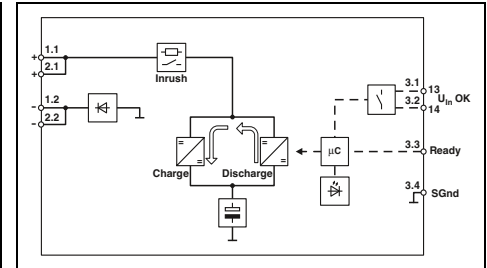 1.1
+
2.1
+
Inrush
1.2
–
2.2
–
3.1
13
3.2
14
U In OK
Charge
Discharge
µC
3.3
Ready
3.4
SGnd